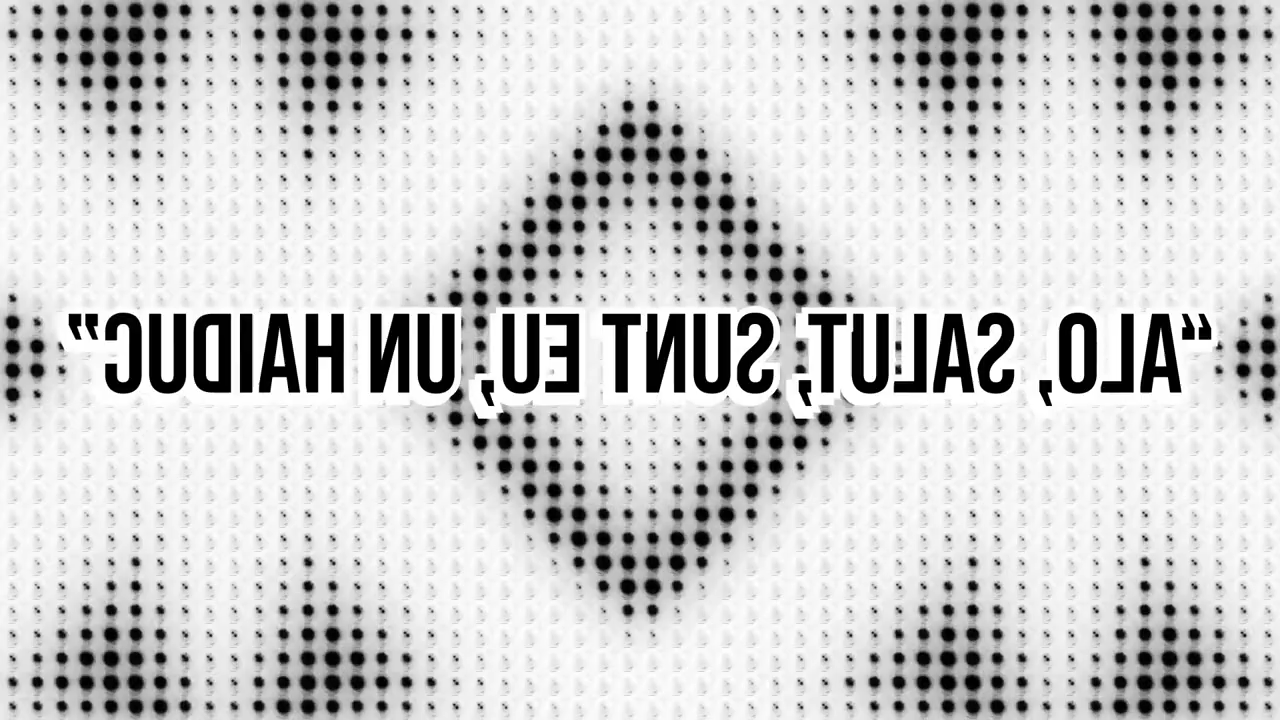 “ALO, SALUT, SUNT EU, UN HAIDUC”